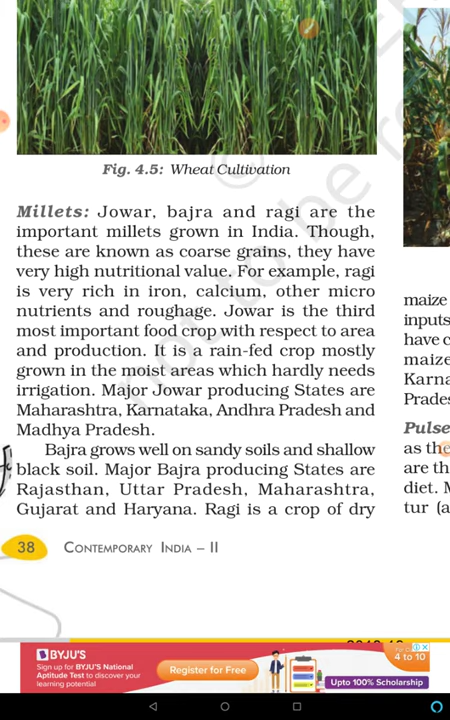 Fig. 4.5: Wheat Cultivation
Millets: Jowar, bajra and ragi are the
important millets grown in India. Though,
these are known as coarse grains, they have
very high nutritional value. For example, ragi
is very rich in iron, calcium, other micro
nutrients and roughage. Jowar is the third
most important food crop with respect to area
and production. It is a rain-fed crop mostly
grown in the moist areas which hardly needs
irrigation. Major Jowar producing States are
Maharashtra, Karnataka, Andhra Pradesh and
Madhya Pradesh.
Bajra grows well on sandy soils and shallow
black soil. Major Bajra producing States are
Rajasthan, Uttar Pradesh, Maharashtra,
Gujarat and Haryana. Ragi is a crop of dry
38 CONTEMPORARY INDIA – II
maize
inputs
have c
maize
Karna
Prades
Pulse
as the
are th
diet. M
tur (a
not to be re
©
BYJU'S
Sign up for BYJU'S National
Aptitude Test to discover your
learning potential
Register for Free
4 to 10
Upto 100% Scholarship